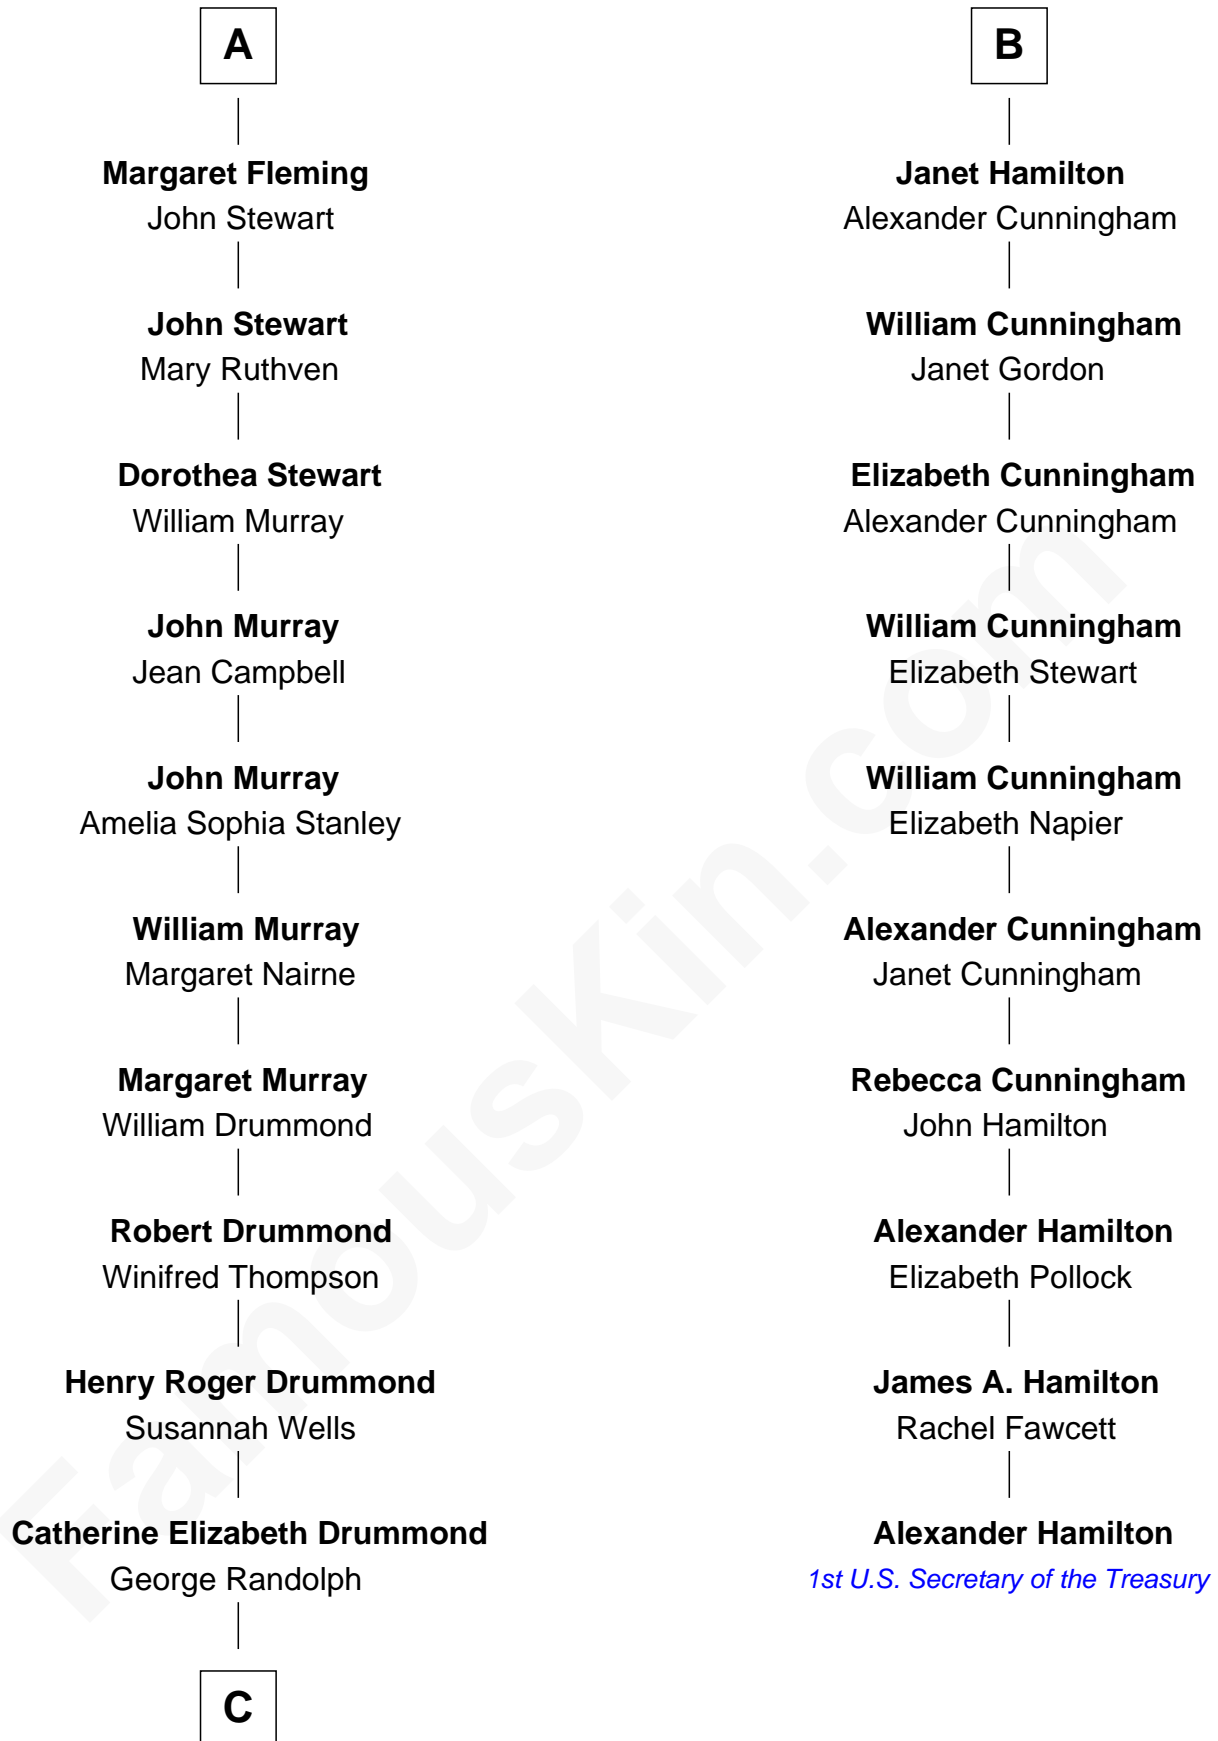 A
Margaret Fleming
John Stewart
John Stewart
Mary Ruthven
Dorothea Stewart
William Murray
John Murray
Jean Campbell
John Murray
Amelia Sophia Stanley
William Murray
Margaret Nairne
Margaret Murray
William Drummond
Robert Drummond
Winifred Thompson
Henry Roger Drummond
Susannah Wells
Catherine Elizabeth Drummond
George Randolph
C
B
Janet Hamilton
Alexander Cunningham
William Cunningham
Janet Gordon
Elizabeth Cunningham
Alexander Cunningham
William Cunningham
Elizabeth Stewart
William Cunningham
Elizabeth Napier
Alexander Cunningham
Janet Cunningham
Rebecca Cunningham
John Hamilton
Alexander Hamilton
Elizabeth Pollock
James A. Hamilton
Rachel Fawcett
Alexander Hamilton
1st U.S. Secretary of the Treasury
FamousKin.com